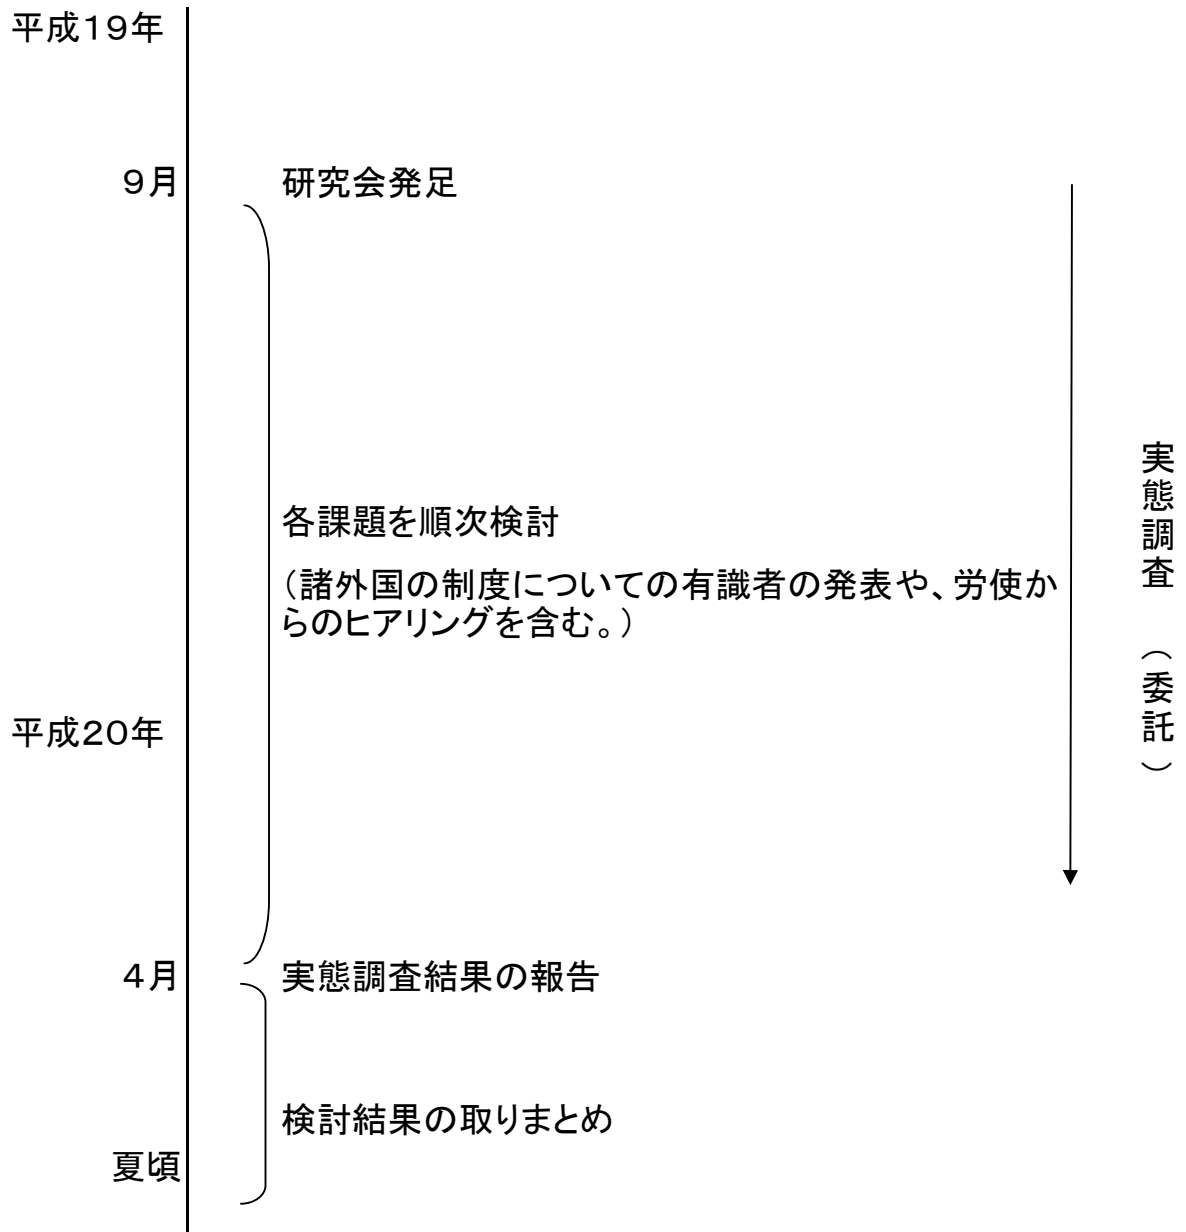 平成19年
9月 研究会発足
各課題を順次検討
(諸外国の制度についての有識者の発表や、労使か
らのヒアリングを含む。)
実態調査 (委託)
平成20年
4月 実態調査結果の報告
検討結果の取りまとめ
夏頃